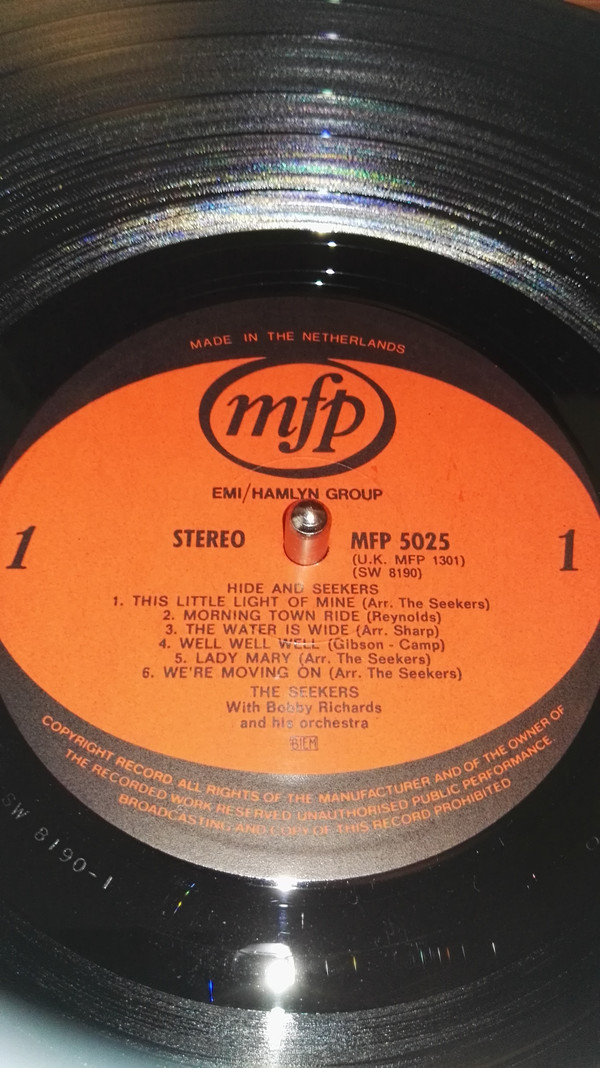 MADE IN THE NETHERLANDS
mfp
EMI/HAMLYN GROUP
1
STEREO
MFP 5025
1
(U.K. MFP 1301)
(SW 8190)
HIDE AND SEEKERS
1. THIS LITTLE LIGHT OF MINE (Arr. The Seekers)
2. MORNING TOWN RIDE (Reynolds)
3. THE WATER IS WIDE (Arr. Sharp)
4. WELL WELL WELL (Gibson - Camp)
5. LADY MARY (Arr. The Seekers)
6. WE'RE MOVING ON (Arr. The Seekers)
THE SEEKERS
With Bobby Richards
and his orchestra
BIEM
COPYRIGHT RECORD ALL RIGHTS OF THE MANUFACTURER AND OF THE OWNER OF
THE RECORDED WORK RESERVED UNAUTHORISED PUBLIC PERFORMANCE
BROADCASTING AND COPY OF THIS RECORD PROHIBITED